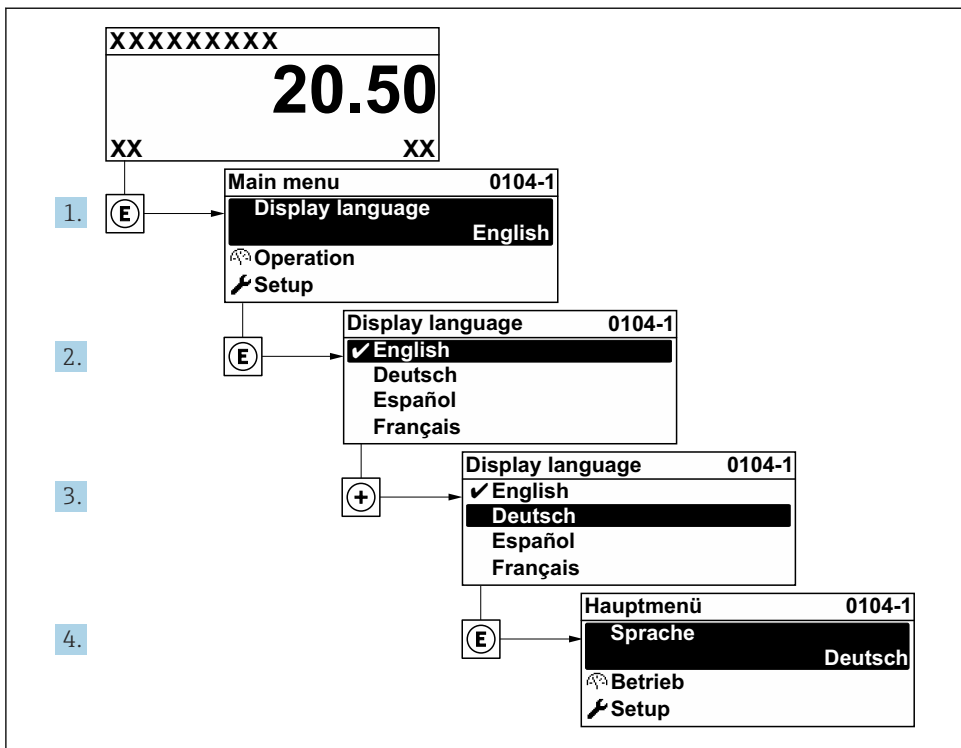 XXXXXXXXX
20.50
XX XX
1. E
Main menu 0104-1
Display language
English
Operation
Setup
2. E
Display language 0104-1
✔English
Deutsch
Español
Français
3. +
Display language 0104-1
✔English
Deutsch
Español
Français
4. E
Hauptmenü 0104-1
Sprache
Deutsch
Betrieb
Setup